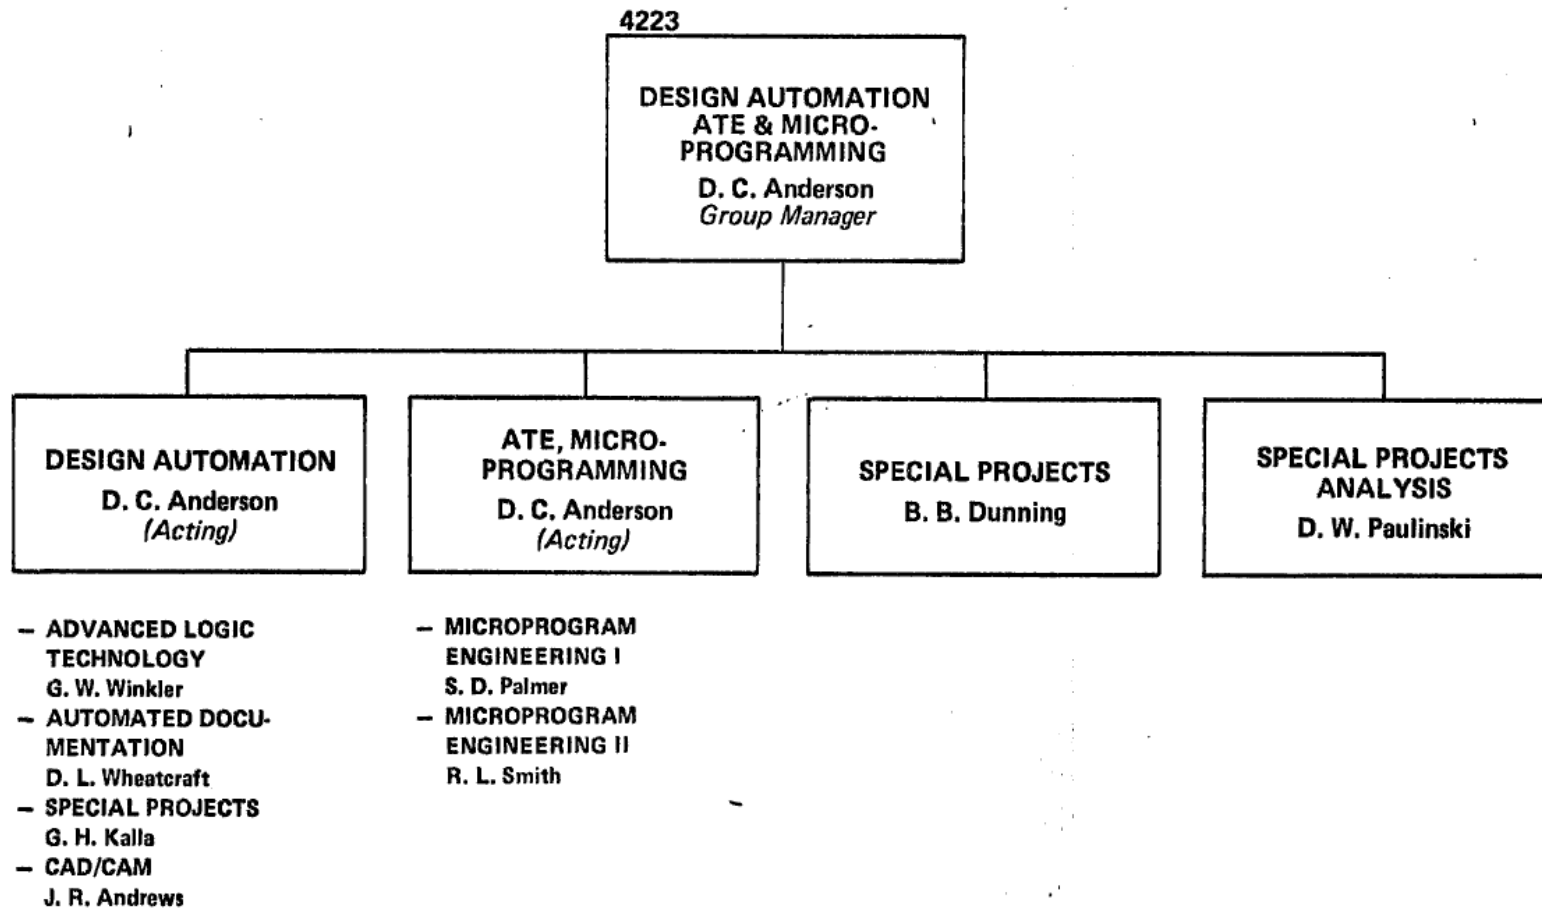 4223
DESIGN AUTOMATION
ATE & MICRO-
PROGRAMMING
D. C. Anderson
Group Manager
DESIGN AUTOMATION
D. C. Anderson
(Acting)
ATE, MICRO-
PROGRAMMING
D. C. Anderson
(Acting)
SPECIAL PROJECTS
B. B. Dunning
SPECIAL PROJECTS
ANALYSIS
D. W. Paulinski
– ADVANCED LOGIC
TECHNOLOGY
G. W. Winkler
– AUTOMATED DOCU-
MENTATION
D. L. Wheatcraft
– SPECIAL PROJECTS
G. H. Kalla
– CAD/CAM
J. R. Andrews
– MICROPROGRAM
ENGINEERING I
S. D. Palmer
– MICROPROGRAM
ENGINEERING II
R. L. Smith